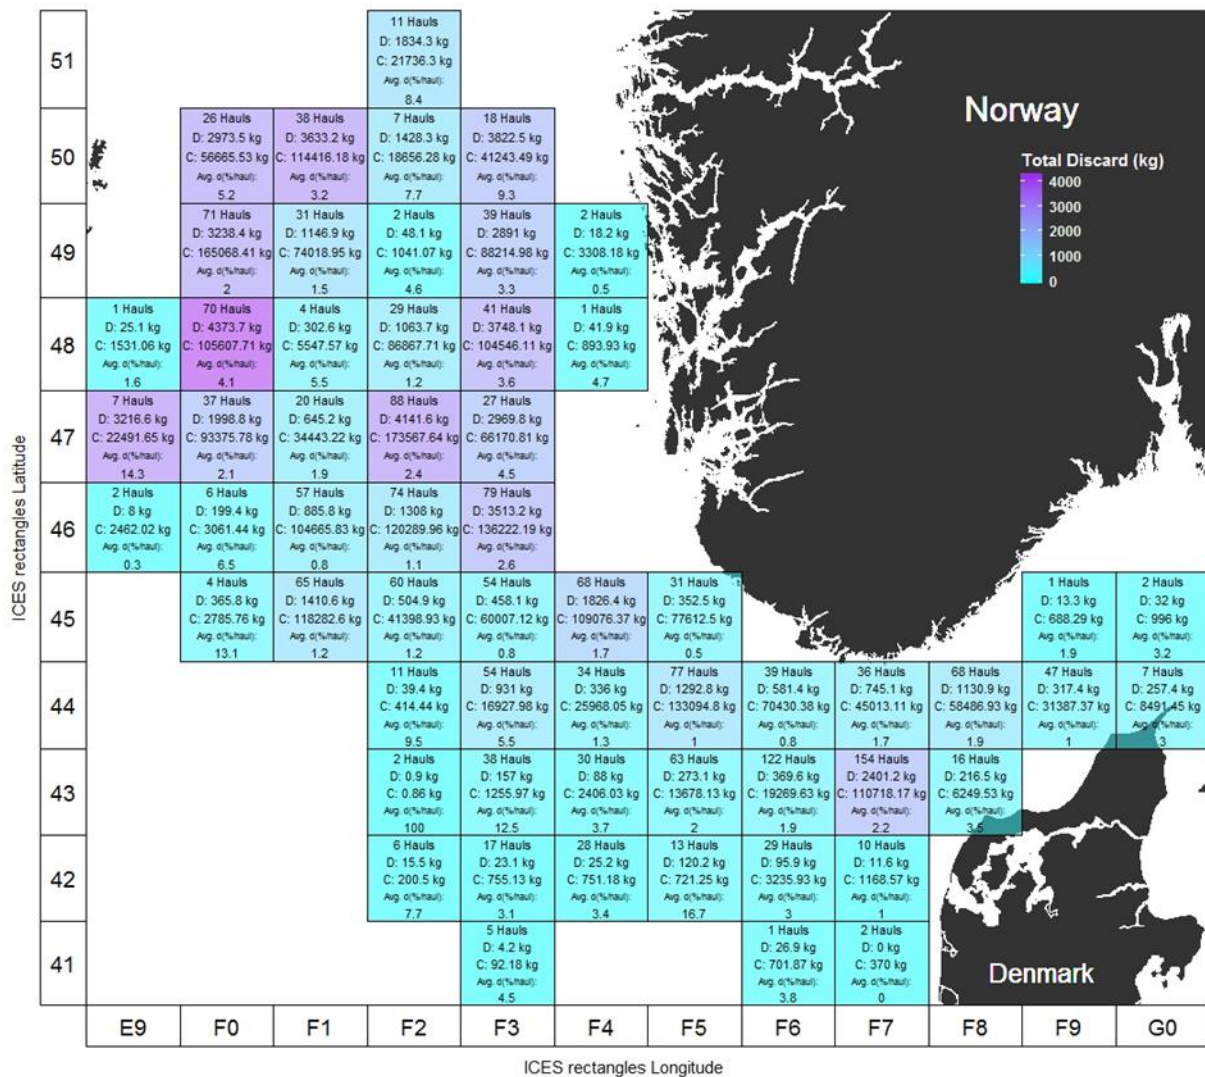 Norway
Total Discard (kg)
4000
3000
2000
1000
0
Denmark
ICES rectangles Latitude
51
11 Hauls
D: 1834.3 kg
C: 21736.3 kg
Avg. d(%/haul):
8.4
50
26 Hauls
D: 2973.5 kg
C: 56665.53 kg
Avg. d(%/haul):
5.2
38 Hauls
D: 3633.2 kg
C: 114416.18 kg
Avg. d(%/haul):
3.2
7 Hauls
D: 1428.3 kg
C: 18656.28 kg
Avg. d(%/haul):
7.7
18 Hauls
D: 3822.5 kg
C: 41243.49 kg
Avg. d(%/haul):
9.3
49
71 Hauls
D: 3238.4 kg
C: 165068.41 kg
Avg. d(%/haul):
2
31 Hauls
D: 1146.9 kg
C: 74018.95 kg
Avg. d(%/haul):
1.5
2 Hauls
D: 48.1 kg
C: 1041.07 kg
Avg. d(%/haul):
4.6
39 Hauls
D: 2891 kg
C: 88214.98 kg
Avg. d(%/haul):
3.3
2 Hauls
D: 18.2 kg
C: 3308.18 kg
Avg. d(%/haul):
0.5
48
1 Hauls
D: 25.1 kg
C: 1531.06 kg
Avg. d(%/haul):
1.6
70 Hauls
D: 4373.7 kg
C: 105607.71 kg
Avg. d(%/haul):
4.1
4 Hauls
D: 302.6 kg
C: 5547.57 kg
Avg. d(%/haul):
5.5
29 Hauls
D: 1063.7 kg
C: 86867.71 kg
Avg. d(%/haul):
1.2
41 Hauls
D: 3748.1 kg
C: 104546.11 kg
Avg. d(%/haul):
3.6
1 Hauls
D: 41.9 kg
C: 893.93 kg
Avg. d(%/haul):
4.7
47
7 Hauls
D: 3216.6 kg
C: 22491.65 kg
Avg. d(%/haul):
14.3
37 Hauls
D: 1998.8 kg
C: 93375.78 kg
Avg. d(%/haul):
2.1
20 Hauls
D: 645.2 kg
C: 34443.22 kg
Avg. d(%/haul):
1.9
88 Hauls
D: 4141.6 kg
C: 173567.64 kg
Avg. d(%/haul):
2.4
27 Hauls
D: 2969.8 kg
C: 66170.81 kg
Avg. d(%/haul):
4.5
46
2 Hauls
D: 8 kg
C: 2462.02 kg
Avg. d(%/haul):
0.3
6 Hauls
D: 199.4 kg
C: 3061.44 kg
Avg. d(%/haul):
6.5
57 Hauls
D: 885.8 kg
C: 104665.83 kg
Avg. d(%/haul):
0.8
74 Hauls
D: 1308 kg
C: 120289.96 kg
Avg. d(%/haul):
1.1
79 Hauls
D: 3513.2 kg
C: 136222.19 kg
Avg. d(%/haul):
2.6
45
4 Hauls
D: 365.8 kg
C: 2785.76 kg
Avg. d(%/haul):
13.1
65 Hauls
D: 1410.6 kg
C: 118282.6 kg
Avg. d(%/haul):
1.2
60 Hauls
D: 504.9 kg
C: 41398.93 kg
Avg. d(%/haul):
1.2
54 Hauls
D: 458.1 kg
C: 60007.12 kg
Avg. d(%/haul):
0.8
68 Hauls
D: 1826.4 kg
C: 109076.37 kg
Avg. d(%/haul):
1.7
31 Hauls
D: 352.5 kg
C: 77612.5 kg
Avg. d(%/haul):
0.5
1 Hauls
D: 13.3 kg
C: 688.29 kg
Avg. d(%/haul):
1.9
2 Hauls
D: 32 kg
C: 996 kg
Avg. d(%/haul):
3.2
44
11 Hauls
D: 39.4 kg
C: 414.44 kg
Avg. d(%/haul):
9.5
54 Hauls
D: 931 kg
C: 16927.98 kg
Avg. d(%/haul):
5.5
34 Hauls
D: 336 kg
C: 25968.05 kg
Avg. d(%/haul):
1.3
77 Hauls
D: 1292.8 kg
C: 133094.8 kg
Avg. d(%/haul):
1
39 Hauls
D: 581.4 kg
C: 70430.38 kg
Avg. d(%/haul):
0.8
36 Hauls
D: 745.1 kg
C: 45013.11 kg
Avg. d(%/haul):
1.7
68 Hauls
D: 1130.9 kg
C: 58486.93 kg
Avg. d(%/haul):
1.9
47 Hauls
D: 317.4 kg
C: 31387.37 kg
Avg. d(%/haul):
1
7 Hauls
D: 257.4 kg
C: 8491.45 kg
Avg. d(%/haul):
3
43
2 Hauls
D: 0.9 kg
C: 0.86 kg
Avg. d(%/haul):
100
38 Hauls
D: 157 kg
C: 1255.97 kg
Avg. d(%/haul):
12.5
30 Hauls
D: 88 kg
C: 2406.03 kg
Avg. d(%/haul):
3.7
63 Hauls
D: 273.1 kg
C: 13678.13 kg
Avg. d(%/haul):
2
122 Hauls
D: 369.6 kg
C: 19269.63 kg
Avg. d(%/haul):
1.9
154 Hauls
D: 2401.2 kg
C: 110718.17 kg
Avg. d(%/haul):
2.2
16 Hauls
D: 216.5 kg
C: 6249.53 kg
Avg. d(%/haul):
3.5
42
6 Hauls
D: 15.5 kg
C: 200.5 kg
Avg. d(%/haul):
7.7
17 Hauls
D: 23.1 kg
C: 755.13 kg
Avg. d(%/haul):
3.1
28 Hauls
D: 25.2 kg
C: 751.18 kg
Avg. d(%/haul):
3.4
13 Hauls
D: 120.2 kg
C: 721.25 kg
Avg. d(%/haul):
16.7
29 Hauls
D: 95.9 kg
C: 3235.93 kg
Avg. d(%/haul):
3
10 Hauls
D: 11.6 kg
C: 1168.57 kg
Avg. d(%/haul):
1
41
5 Hauls
D: 4.2 kg
C: 92.18 kg
Avg. d(%/haul):
4.5
1 Hauls
D: 26.9 kg
C: 701.87 kg
Avg. d(%/haul):
3.8
2 Hauls
D: 0 kg
C: 370 kg
Avg. d(%/haul):
0
E9 F0 F1 F2 F3 F4 F5 F6 F7 F8 F9 G0
ICES rectangles Longitude